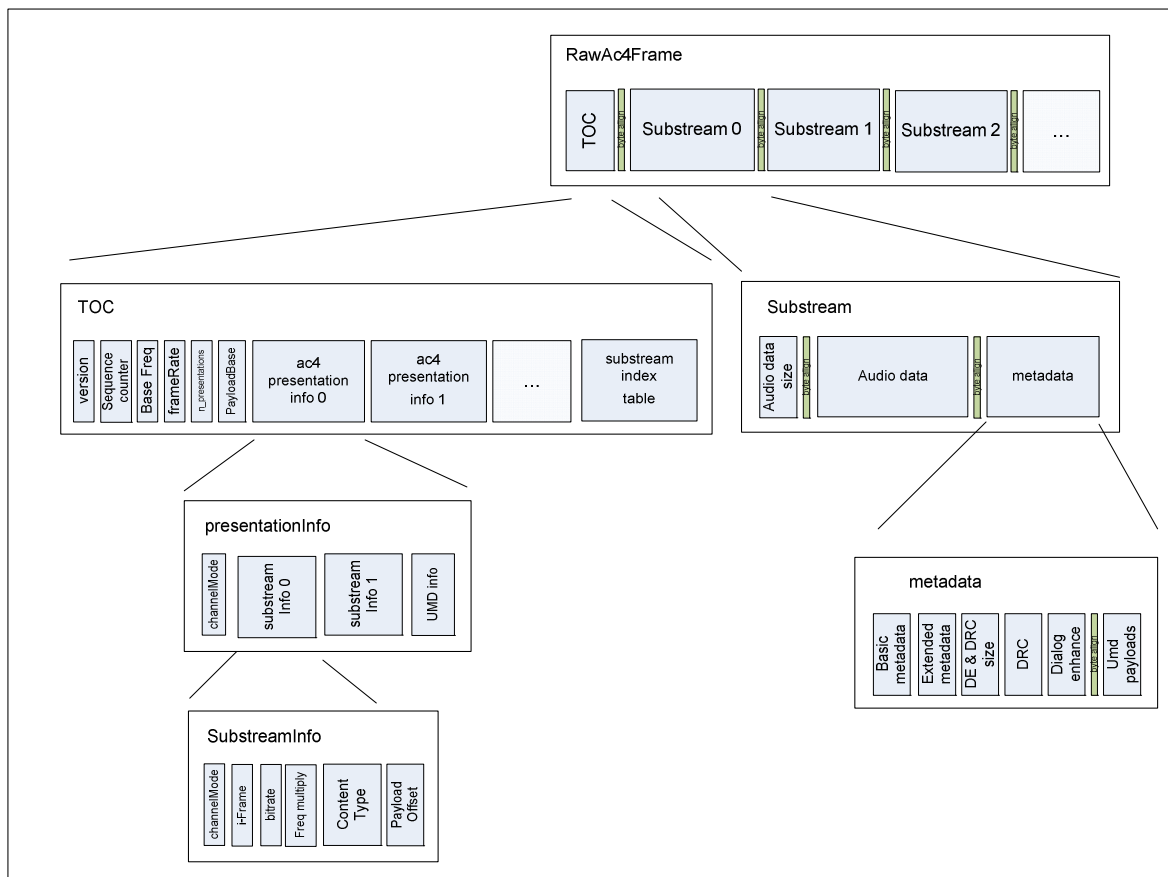 RawAc4Frame
TOC
byte align
Substream 0
byte align
Substream 1
byte align
Substream 2
byte align
...
TOC
version
Sequence
counter
Base Freq
frameRate
n_presentations
PayloadBase
ac4
presentation
info 0
ac4
presentation
info 1
...
substream
index
table
Substream
Audio data
size
byte align
Audio data
byte align
metadata
presentationInfo
channelMode
substream
Info 0
substream
Info 1
UMD info
metadata
Basic
metadata
Extended
metadata
DE & DRC
size
DRC
Dialog
enhance
byte align
Umd
payloads
SubstreamInfo
channelMode
i-Frame
bitrate
Freq multiply
Content
Type
Payload
Offset